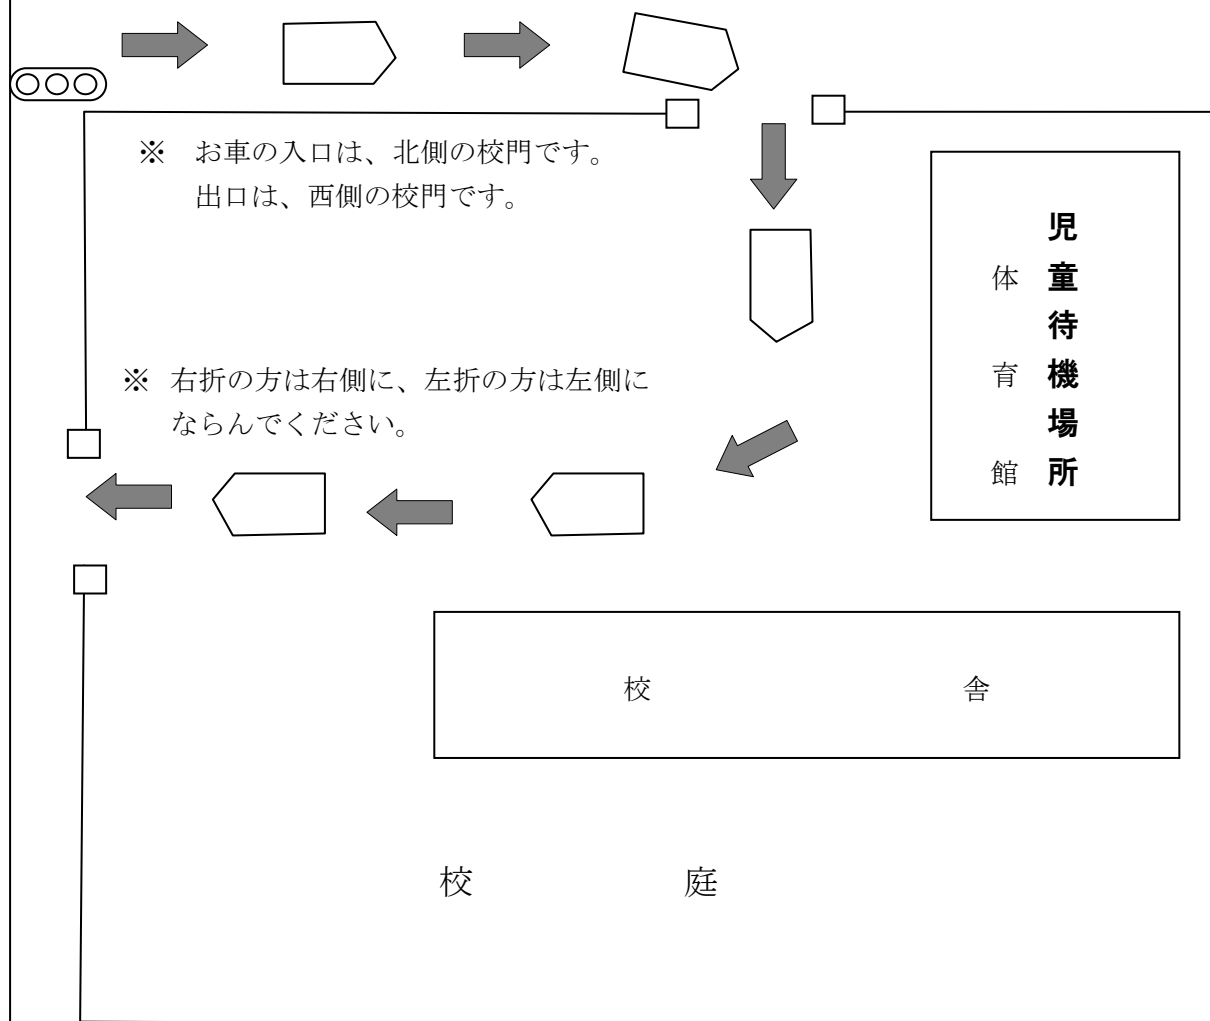 ※　お車の入口は、北側の校門です。
出口は、西側の校門です。
児童待機場所
体育館
※　右折の方は右側に、左折の方は左側に
ならんでください。
校舎
校庭